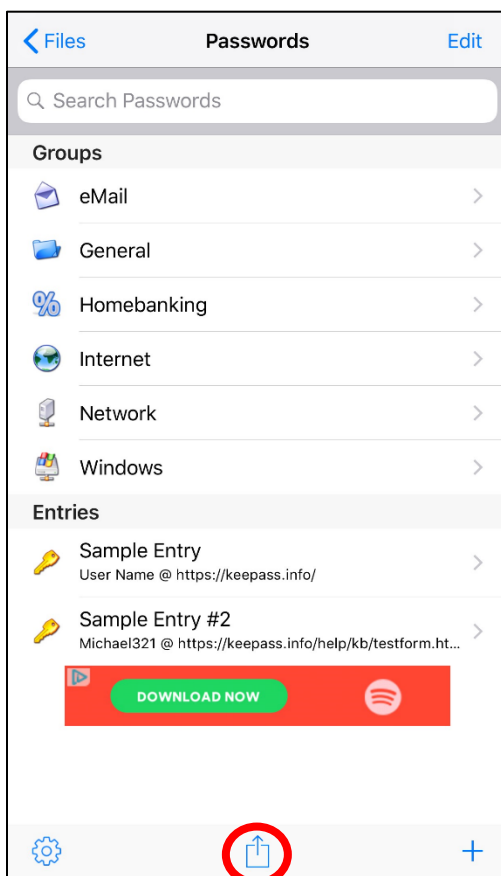 Files Passwords Edit
Search Passwords
Groups
eMail
General
% Homebanking
Internet
Network
Windows
Entries
Sample Entry
User Name @ https://keepass.info/
Sample Entry #2
Michael321 @ https://keepass.info/help/kb/testform.ht...
DOWNLOAD NOW